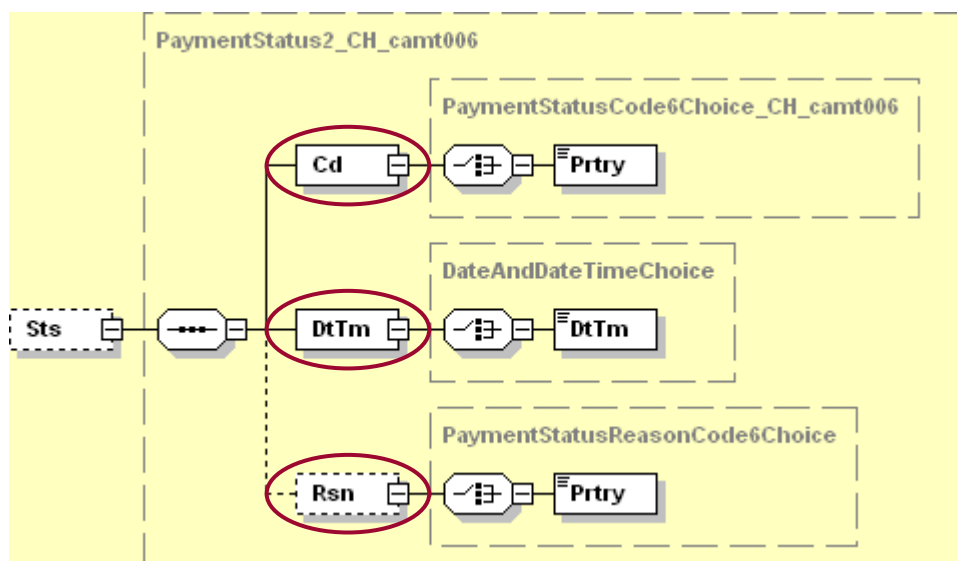 PaymentStatus2_CH_camt006
PaymentStatusCode6Choice_CH_camt006
Cd
Prtry
DateAndDateTimeChoice
Sts
DtTm
DtTm
PaymentStatusReasonCode6Choice
Rsn
Prtry